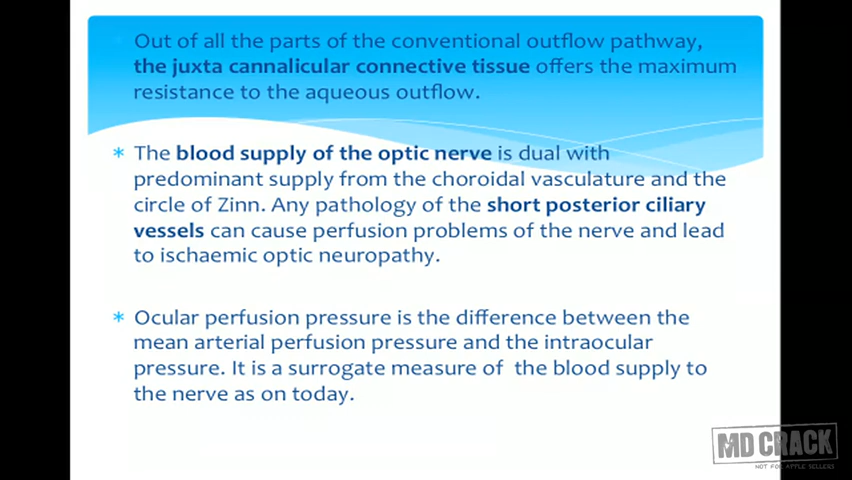 Out of all the parts of the conventional outflow pathway,
the juxta cannalicular connective tissue offers the maximum
resistance to the aqueous outflow.
* The blood supply of the optic nerve is dual with
predominant supply from the choroidal vasculature and the
circle of Zinn. Any pathology of the short posterior ciliary
vessels can cause perfusion problems of the nerve and lead
to ischaemic optic neuropathy.
* Ocular perfusion pressure is the difference between the
mean arterial perfusion pressure and the intraocular
pressure. It is a surrogate measure of the blood supply to
the nerve as on today.
MD CRACK
NOT FOR APPLE SELLERS